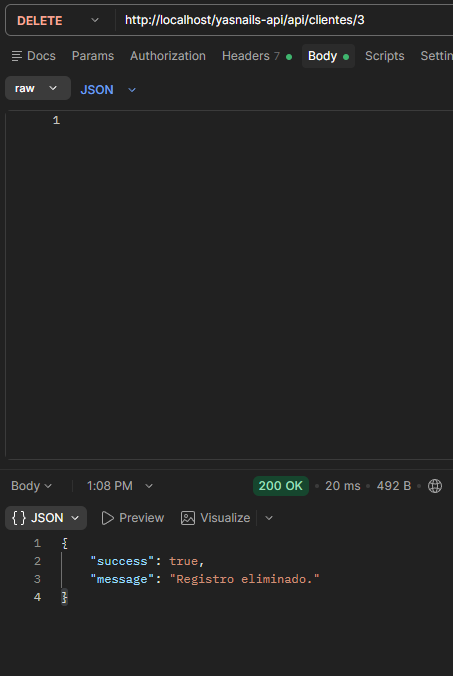 DELETE http://localhost/yasnails-api/api/clientes/3
Docs Params Authorization Headers 7 Body Scripts Settin
raw JSON
1
Body 1:08 PM 200 OK • 20 ms • 492 B
{} JSON Preview Visualize
1 {
2 "success": true,
3 "message": "Registro eliminado."
4 }